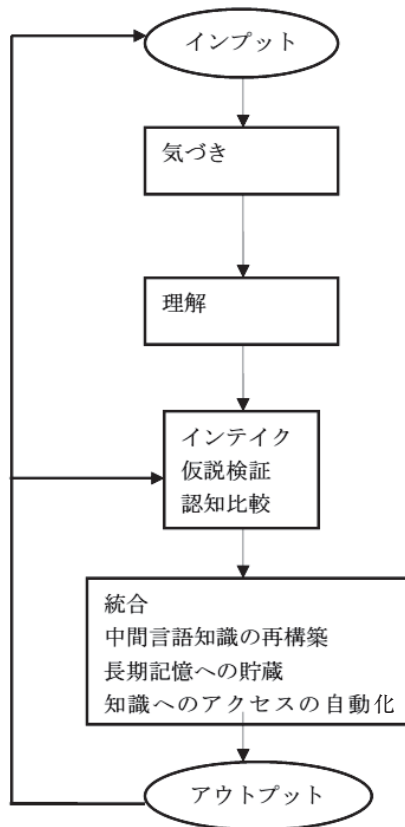 インプット
気づき
理解
インテイク
仮説検証
認知比較
統合
中間言語知識の再構築
長期記憶への貯蔵
知識へのアクセスの自動化
アウトプット